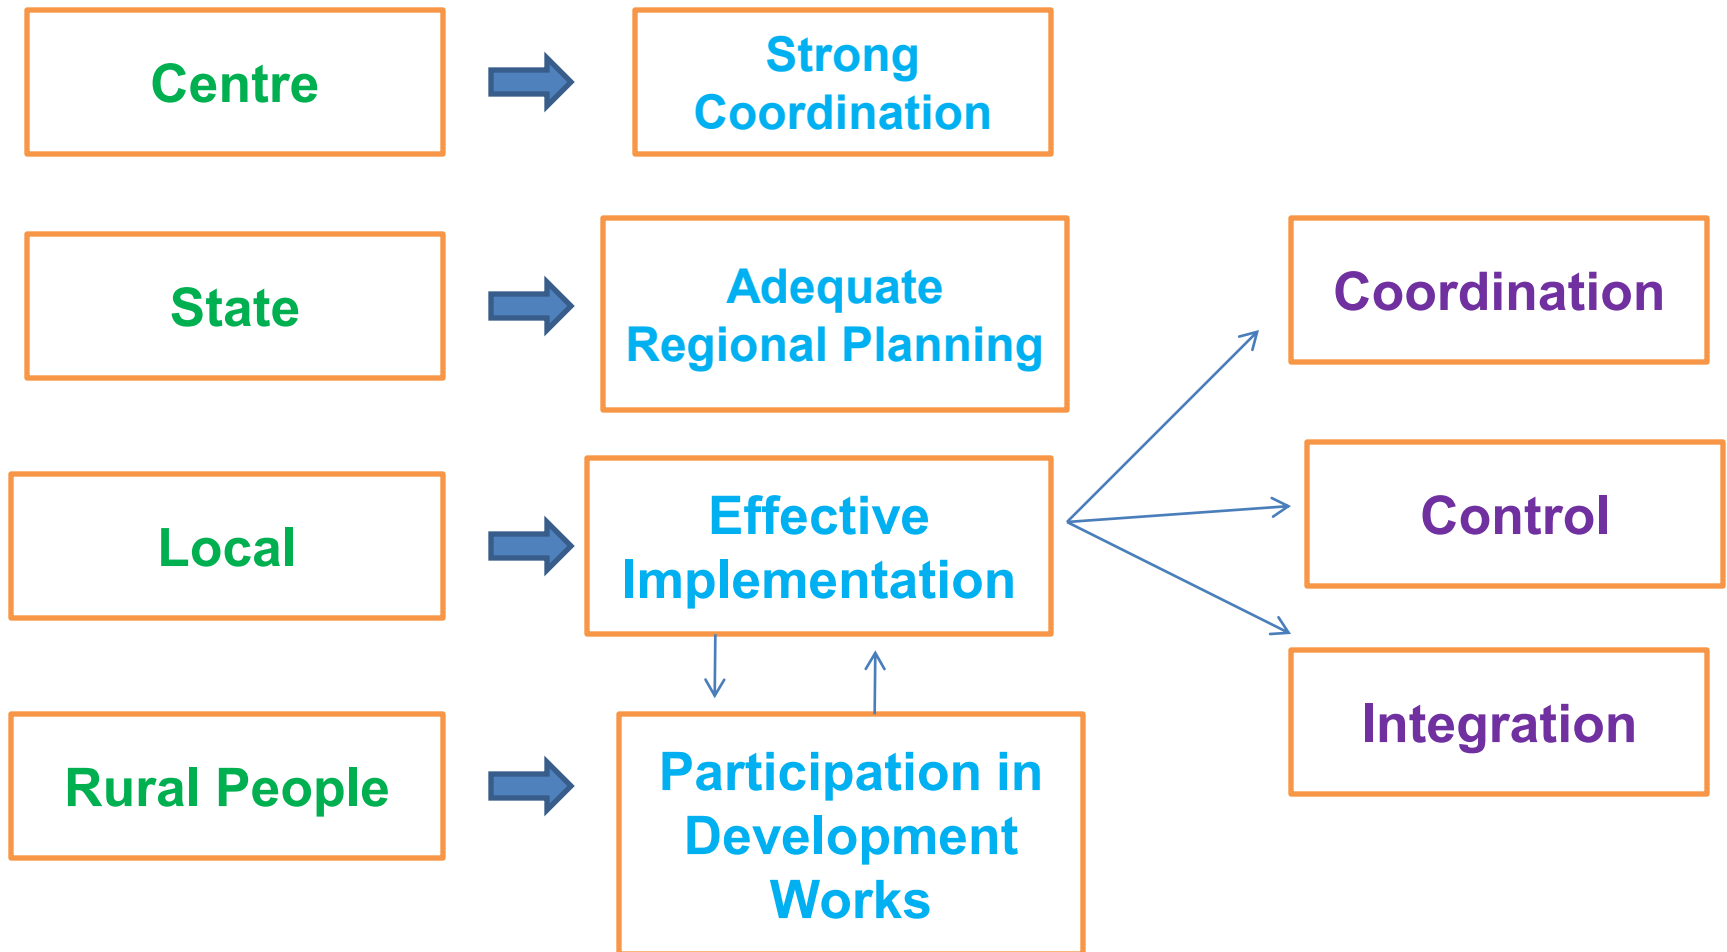 Centre
Strong
Coordination
State
Adequate
Regional Planning
Coordination
Local
Effective
Implementation
Control
Rural People
Participation in
Development
Works
Integration